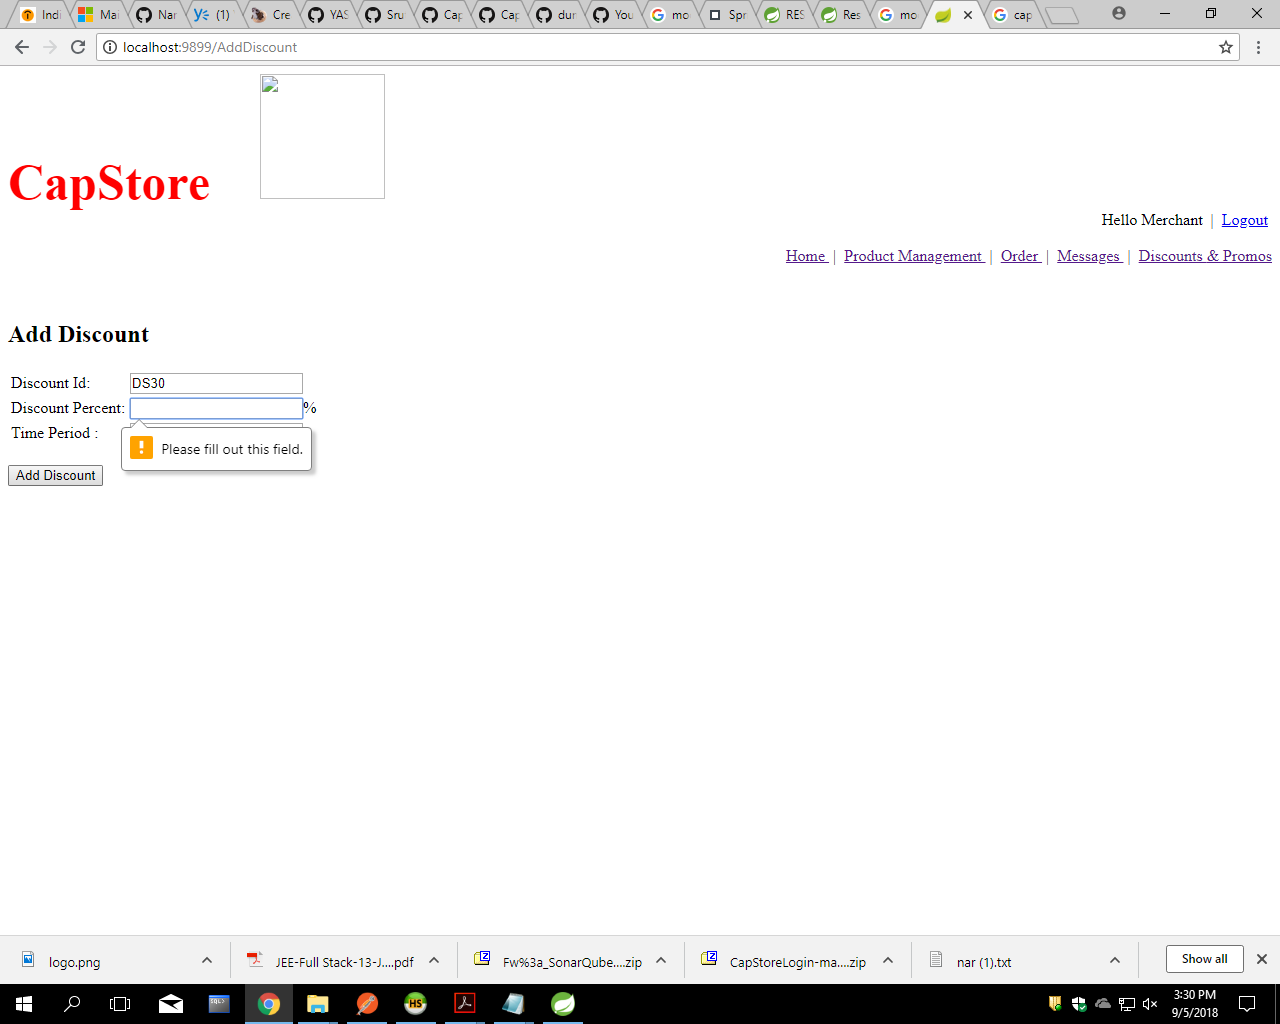 Indi Ma Nar (1) Cre YAS Sru Cap Cap dur You mo Spr RES Res mo cap
localhost:9899/AddDiscount
CapStore
Hello Merchant | Logout
Home | Product Management | Order | Messages | Discounts & Promos
Add Discount
Discount Id: DS30
Discount Percent: %
Time Period :
Please fill out this field.
Add Discount
logo.png JEE-Full Stack-13-J....pdf Fw%3a_SonarQube....zip CapStoreLogin-ma....zip nar (1).txt Show all
SQL HS
3:30 PM
9/5/2018